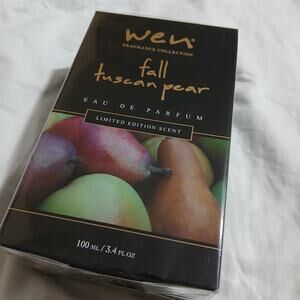 wen®
FRAGRANCE COLLECTION
fall
tuscan pear
EAU DE PARFUM
LIMITED EDITION SCENT
100 ML / 3.4 FL OZ